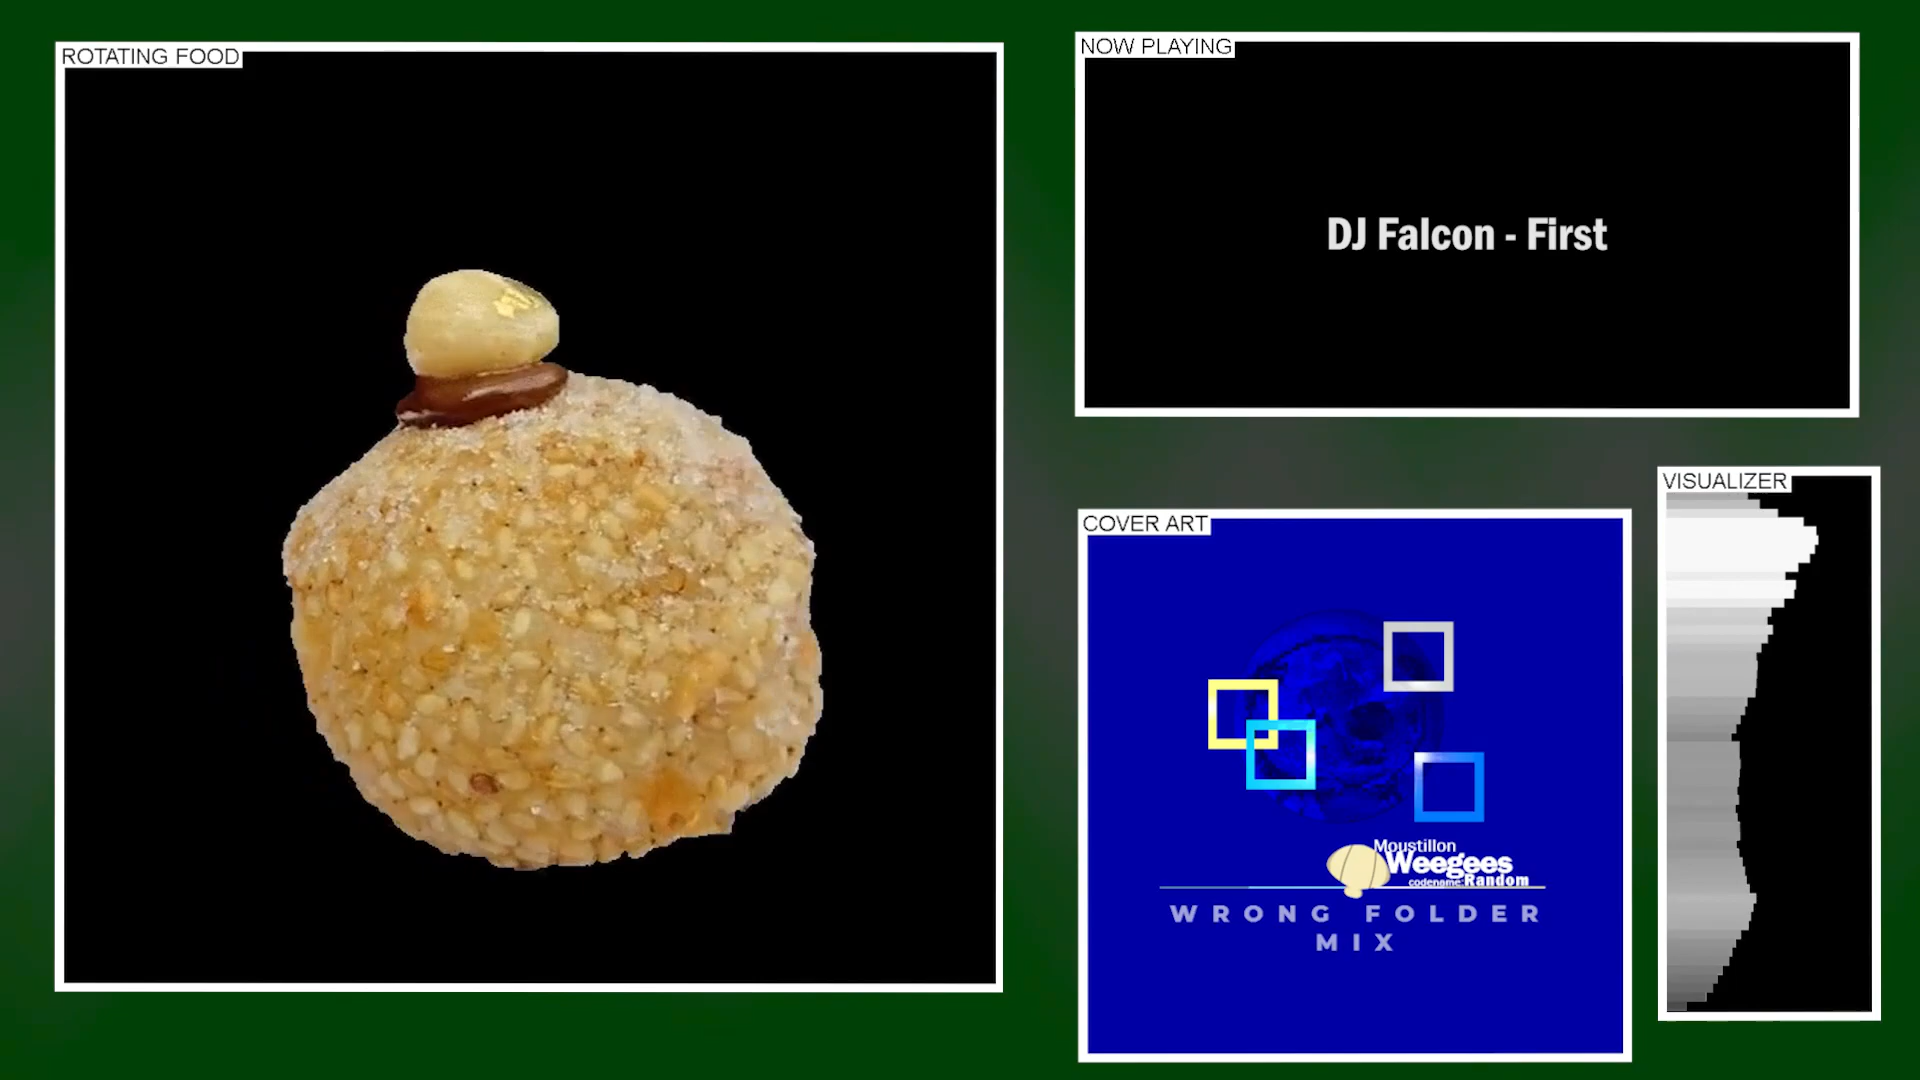 ROTATING FOOD
NOW PLAYING
DJ Falcon - First
VISUALIZER
COVER ART
Moustillon
Weegees
codename:Random
WRONG FOLDER
MIX